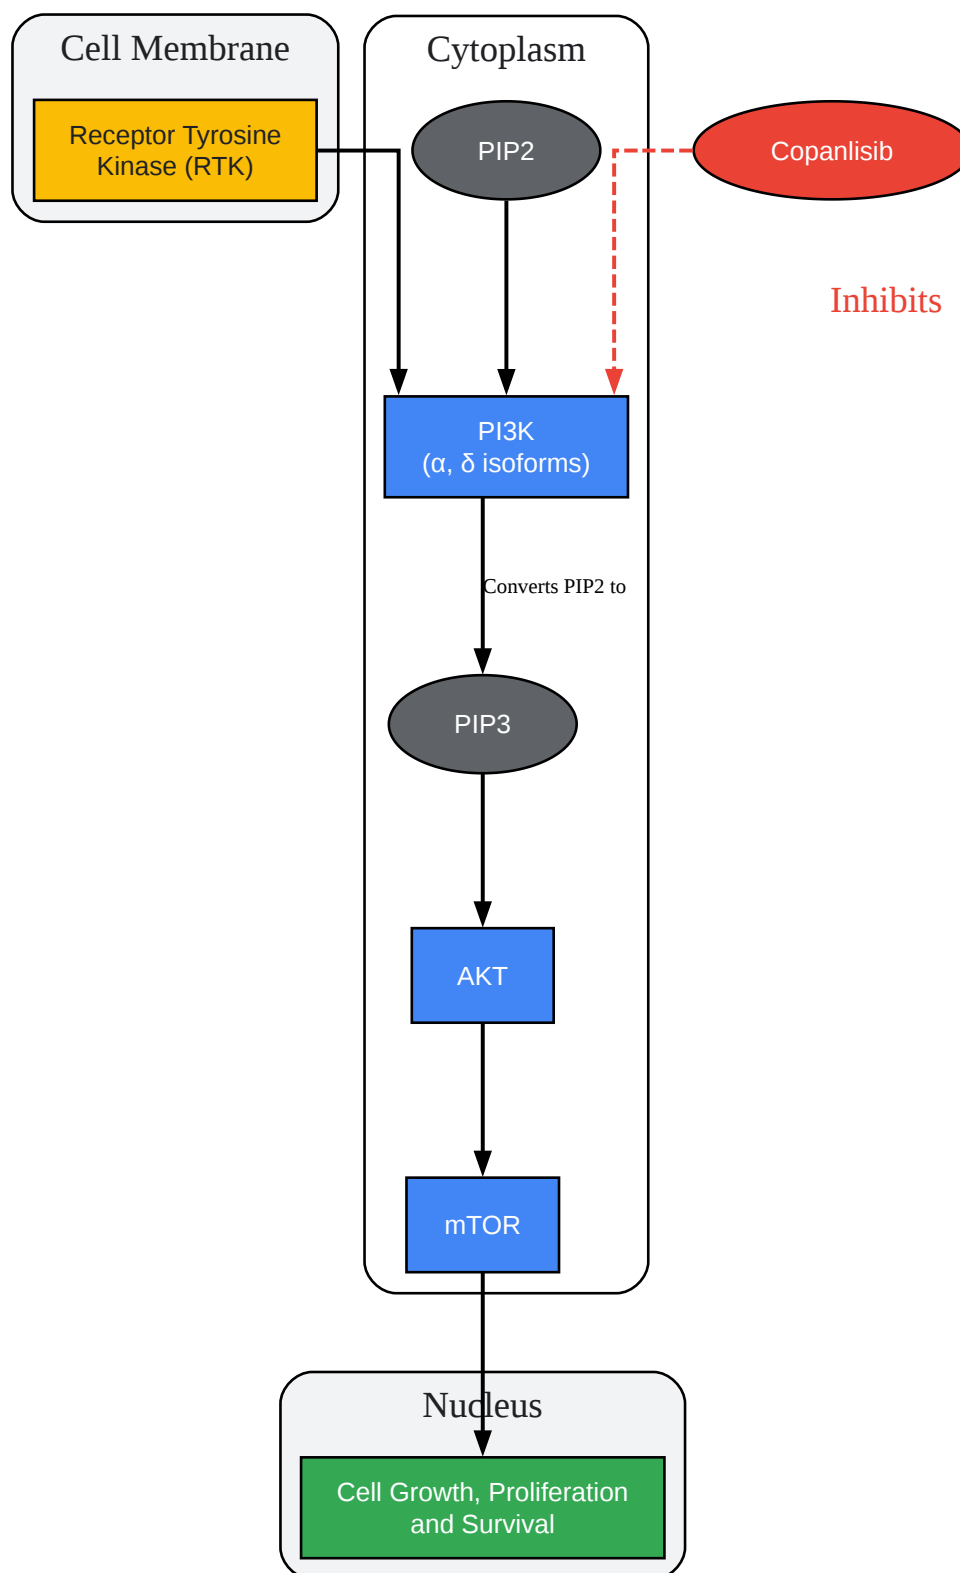 Cell Membrane
Receptor Tyrosine
Kinase (RTK)
Cytoplasm
PIP2
Copanlisib
Inhibits
PI3K
(α, δ isoforms)
Converts PIP2 to
PIP3
AKT
mTOR
Nucleus
Cell Growth, Proliferation
and Survival